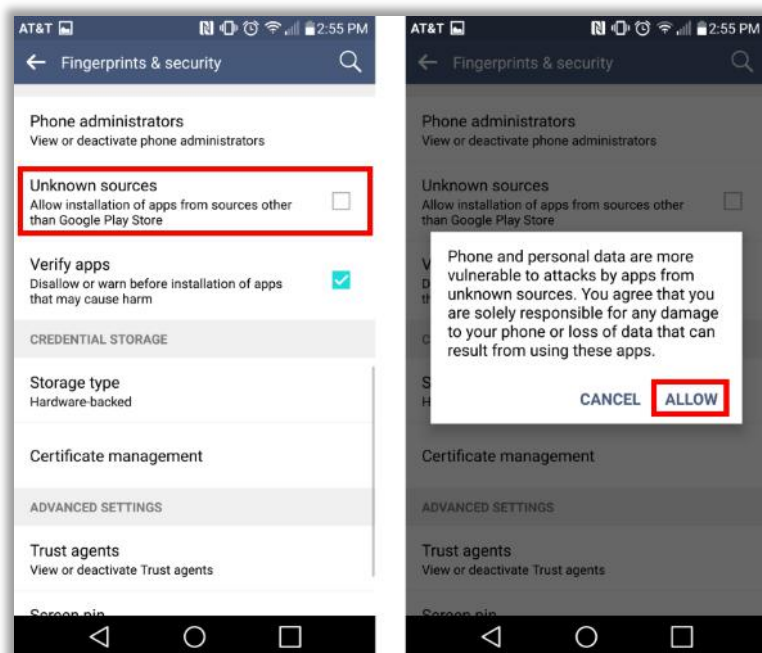 AT&T 2:55 PM
Fingerprints & security
Phone administrators
View or deactivate phone administrators
Unknown sources
Allow installation of apps from sources other
than Google Play Store
Verify apps
Disallow or warn before installation of apps
that may cause harm
CREDENTIAL STORAGE
Storage type
Hardware-backed
Certificate management
ADVANCED SETTINGS
Trust agents
View or deactivate Trust agents
Screen pin
AT&T 2:55 PM
Fingerprints & security
Phone administrators
View or deactivate phone administrators
Unknown sources
Allow installation of apps from sources other
than Google Play Store
Phone and personal data are more
vulnerable to attacks by apps from
unknown sources. You agree that you
are solely responsible for any damage
to your phone or loss of data that can
result from using these apps.
CANCEL ALLOW
Certificate management
ADVANCED SETTINGS
Trust agents
View or deactivate Trust agents
Screen pin